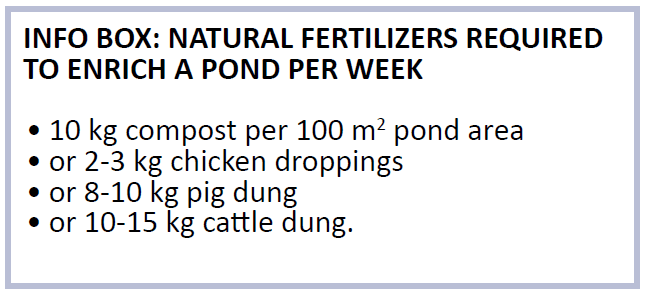 INFO BOX: NATURAL FERTILIZERS REQUIRED
TO ENRICH A POND PER WEEK
• 10 kg compost per 100 m² pond area
• or 2-3 kg chicken droppings
• or 8-10 kg pig dung
• or 10-15 kg cattle dung.